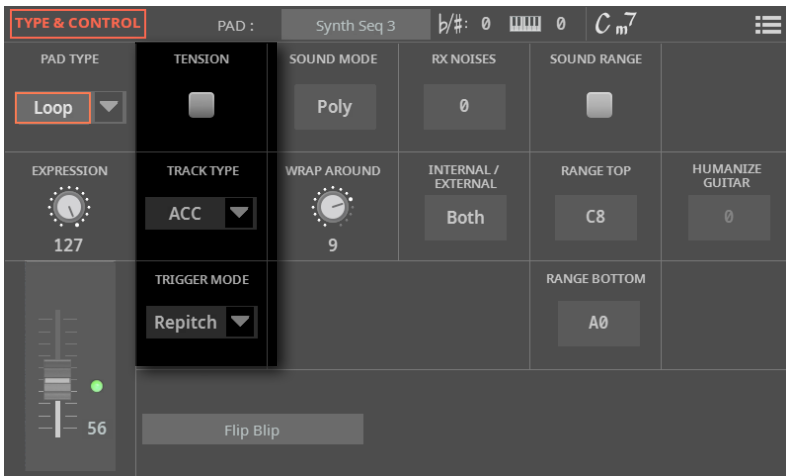 TYPE & CONTROL PAD : Synth Seq 3 ♭/#: 0 0 Cm7
PAD TYPE TENSION SOUND MODE RX NOISES SOUND RANGE
Loop Poly 0
EXPRESSION TRACK TYPE WRAP AROUND INTERNAL / EXTERNAL RANGE TOP HUMANIZE GUITAR
ACC Both C8 0
127 9
TRIGGER MODE RANGE BOTTOM
Repitch A0
56 Flip Blip